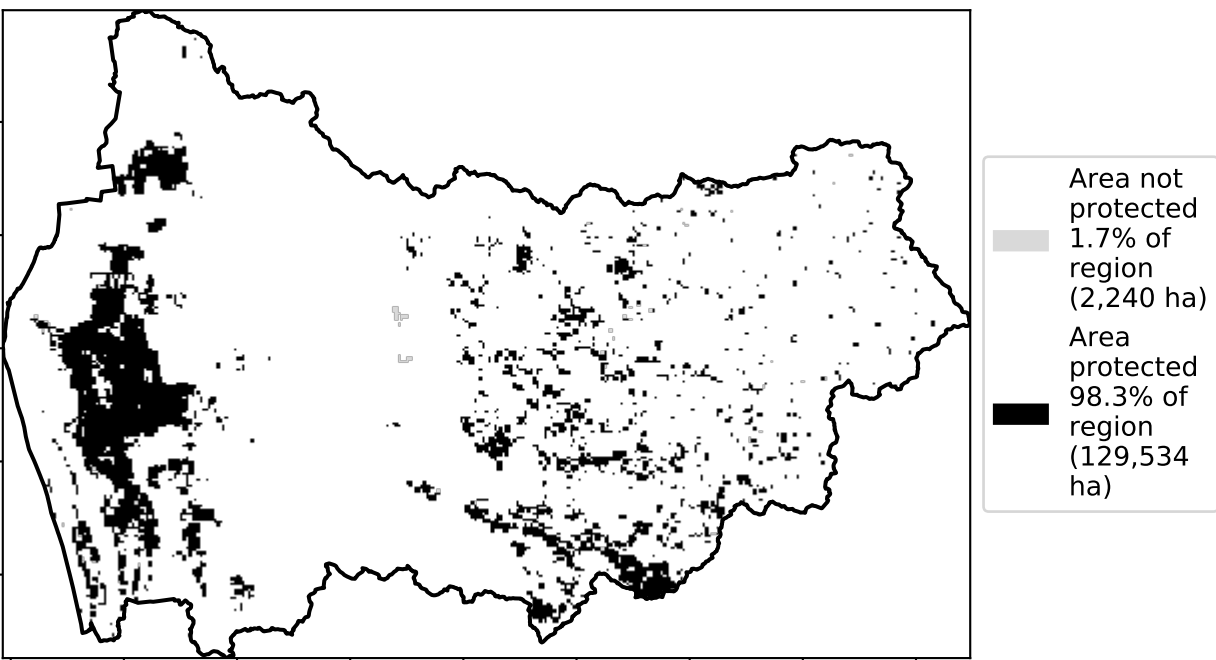 Area not
protected
1.7% of
region
(2,240 ha)
Area
protected
98.3% of
region
(129,534
ha)